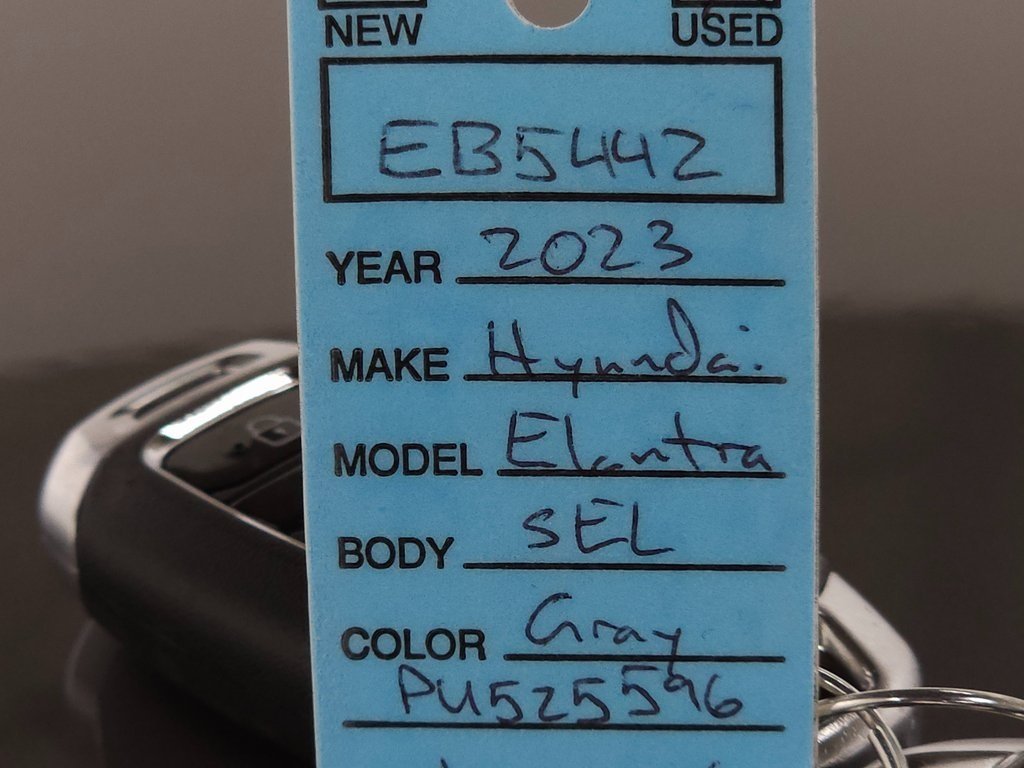 NEW USED
EB5442
YEAR 2023
MAKE Hyundai
MODEL Elantra
BODY SEL
COLOR Gray
PU525596